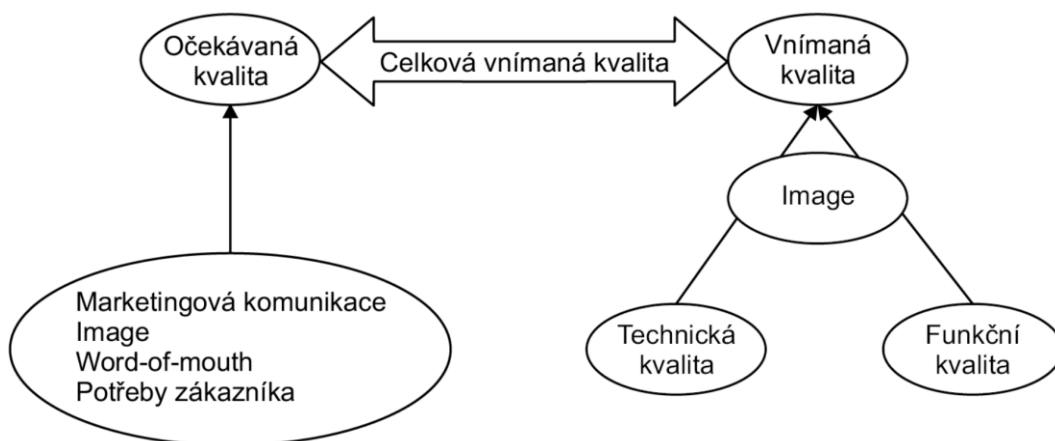 Očekávaná
kvalita
Celková vnímaná kvalita
Vnímaná
kvalita
Image
Marketingová komunikace
Image
Word-of-mouth
Potřeby zákazníka
Technická
kvalita
Funkční
kvalita